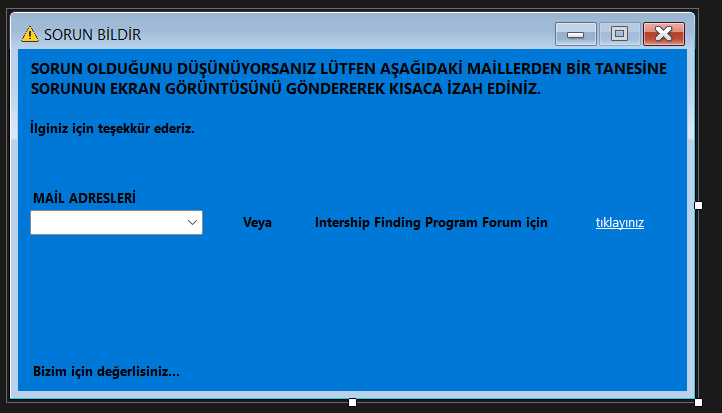 SORUN BİLDİR
SORUN OLDUĞUNU DÜŞÜNÜYORSANIZ LÜTFEN AŞAĞIDAKİ MAİLLERDEN BİR TANESİNE
SORUNUN EKRAN GÖRÜNTÜSÜNÜ GÖNDEREREK KISACA İZAH EDİNİZ.
İlginiz için teşekkür ederiz.
MAİL ADRESLERİ
Veya Intership Finding Program Forum için tıklayınız
Bizim için değerlisiniz...